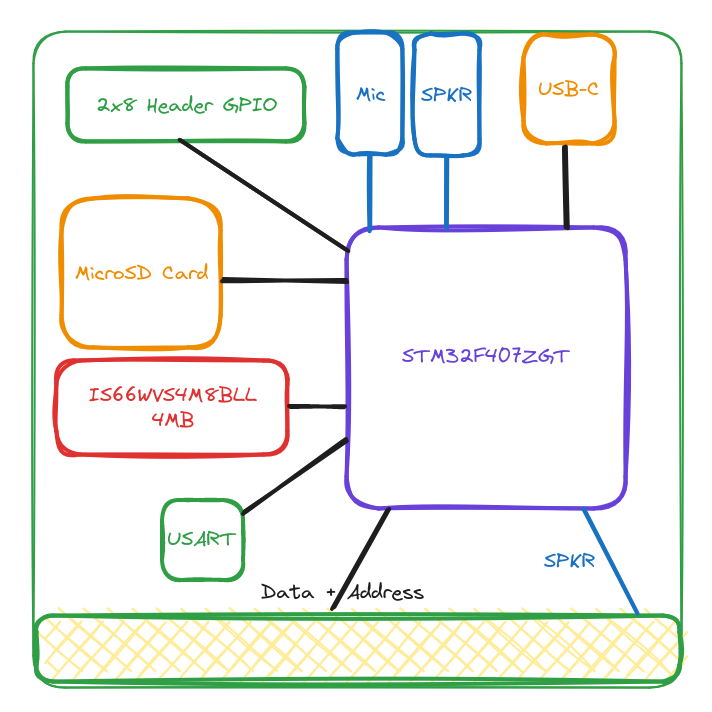 2x8 Header GPIO
Mic
SPKR
USB-C
MicroSD Card
STM32F407ZGT
IS66WVS4M8BLL
4MB
USART
SPKR
Data + Address